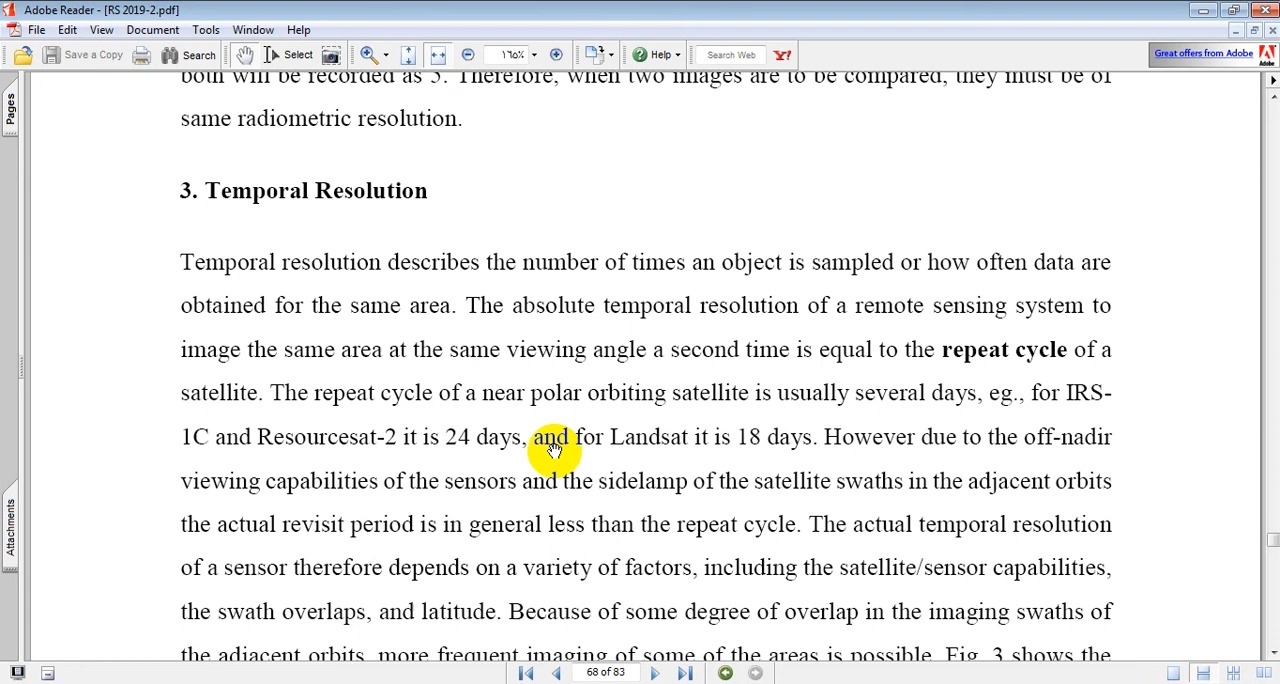 Adobe Reader - [RS 2019-2.pdf]
File Edit View Document Tools Window Help
Save a Copy Search Select 176% Help Search Web Y! Great offers from Adobe
Adobe
Pages
both will be recorded as 5. Therefore, when two images are to be compared, they must be of
same radiometric resolution.
3. Temporal Resolution
Temporal resolution describes the number of times an object is sampled or how often data are
obtained for the same area. The absolute temporal resolution of a remote sensing system to
image the same area at the same viewing angle a second time is equal to the repeat cycle of a
satellite. The repeat cycle of a near polar orbiting satellite is usually several days, eg., for IRS-
1C and Resourcesat-2 it is 24 days, and for Landsat it is 18 days. However due to the off-nadir
viewing capabilities of the sensors and the sidelamp of the satellite swaths in the adjacent orbits
the actual revisit period is in general less than the repeat cycle. The actual temporal resolution
of a sensor therefore depends on a variety of factors, including the satellite/sensor capabilities,
the swath overlaps, and latitude. Because of some degree of overlap in the imaging swaths of
the adjacent orbits, more frequent imaging of some of the areas is possible. Fig. 3 shows the
Attachments
68 of 83